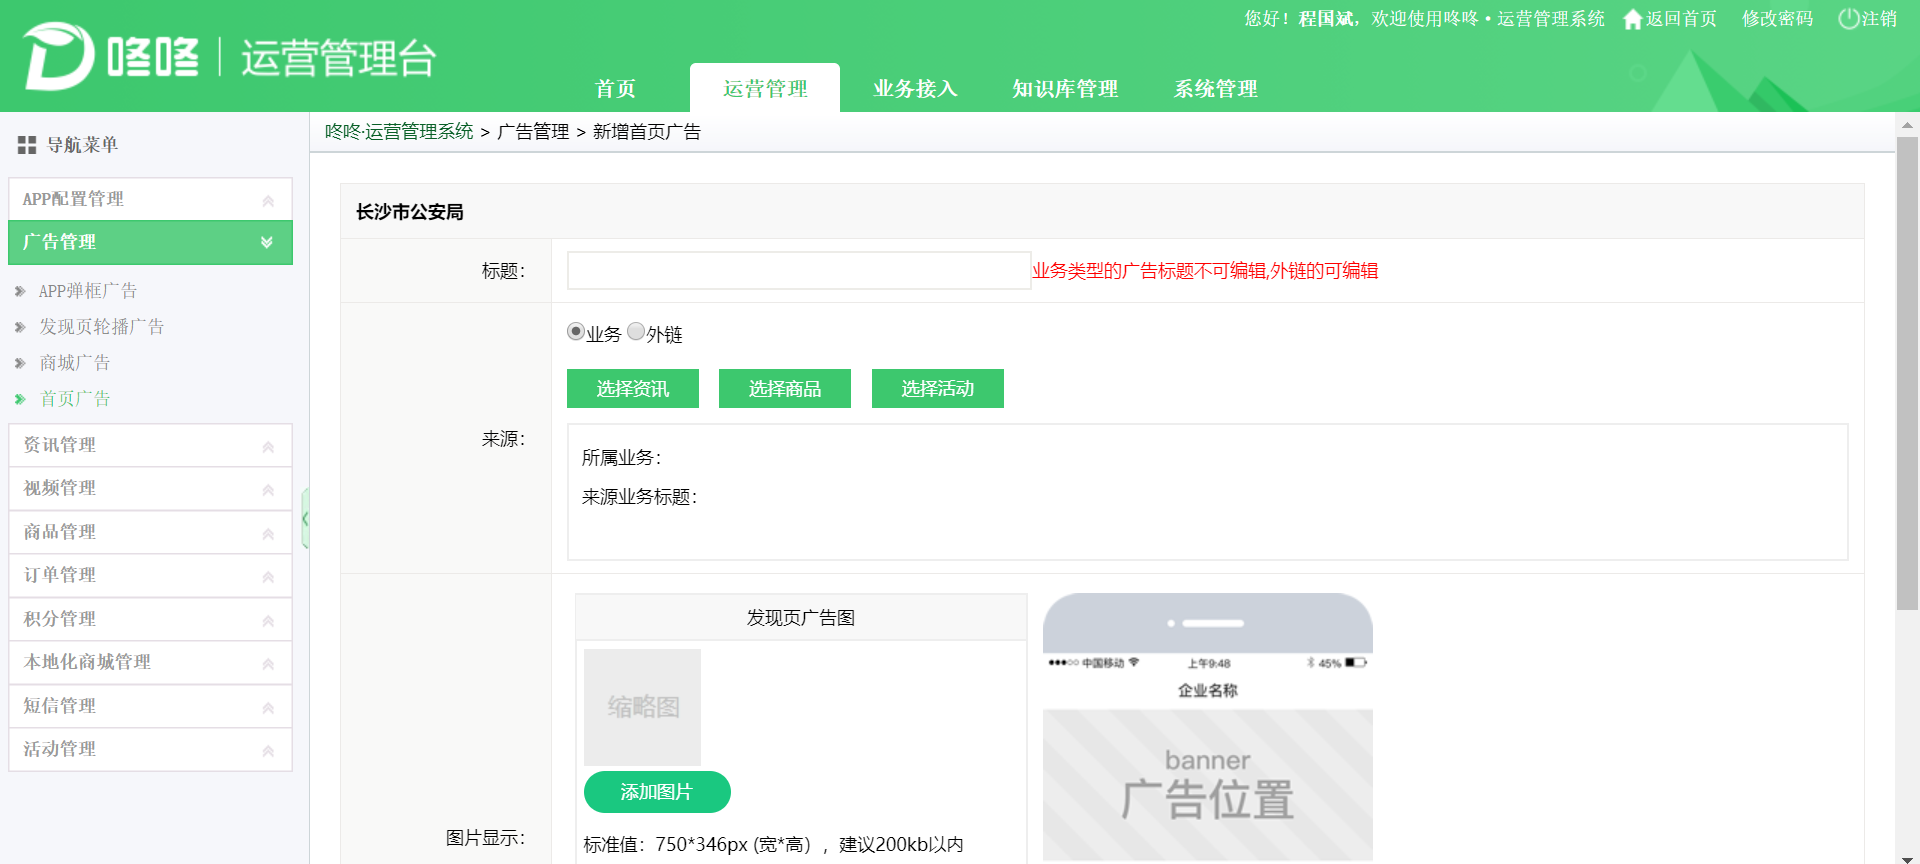 您好！程国斌，欢迎使用咚咚•运营管理系统 返回首页 修改密码 注销
咚咚 运营管理台
首页 运营管理 业务接入 知识库管理 系统管理
咚咚·运营管理系统 > 广告管理 > 新增首页广告
导航菜单
APP配置管理
广告管理
APP弹框广告
发现页轮播广告
商城广告
首页广告
资讯管理
视频管理
商品管理
订单管理
积分管理
本地化商城管理
短信管理
活动管理
长沙市公安局
标题： 业务类型的广告标题不可编辑,外链的可编辑
来源：
业务 外链
选择资讯 选择商品 选择活动
所属业务：
来源业务标题：
图片显示：
发现页广告图
缩略图
添加图片
标准值：750*346px (宽*高），建议200kb以内
中国移动 上午9:48 45%
企业名称
banner
广告位置